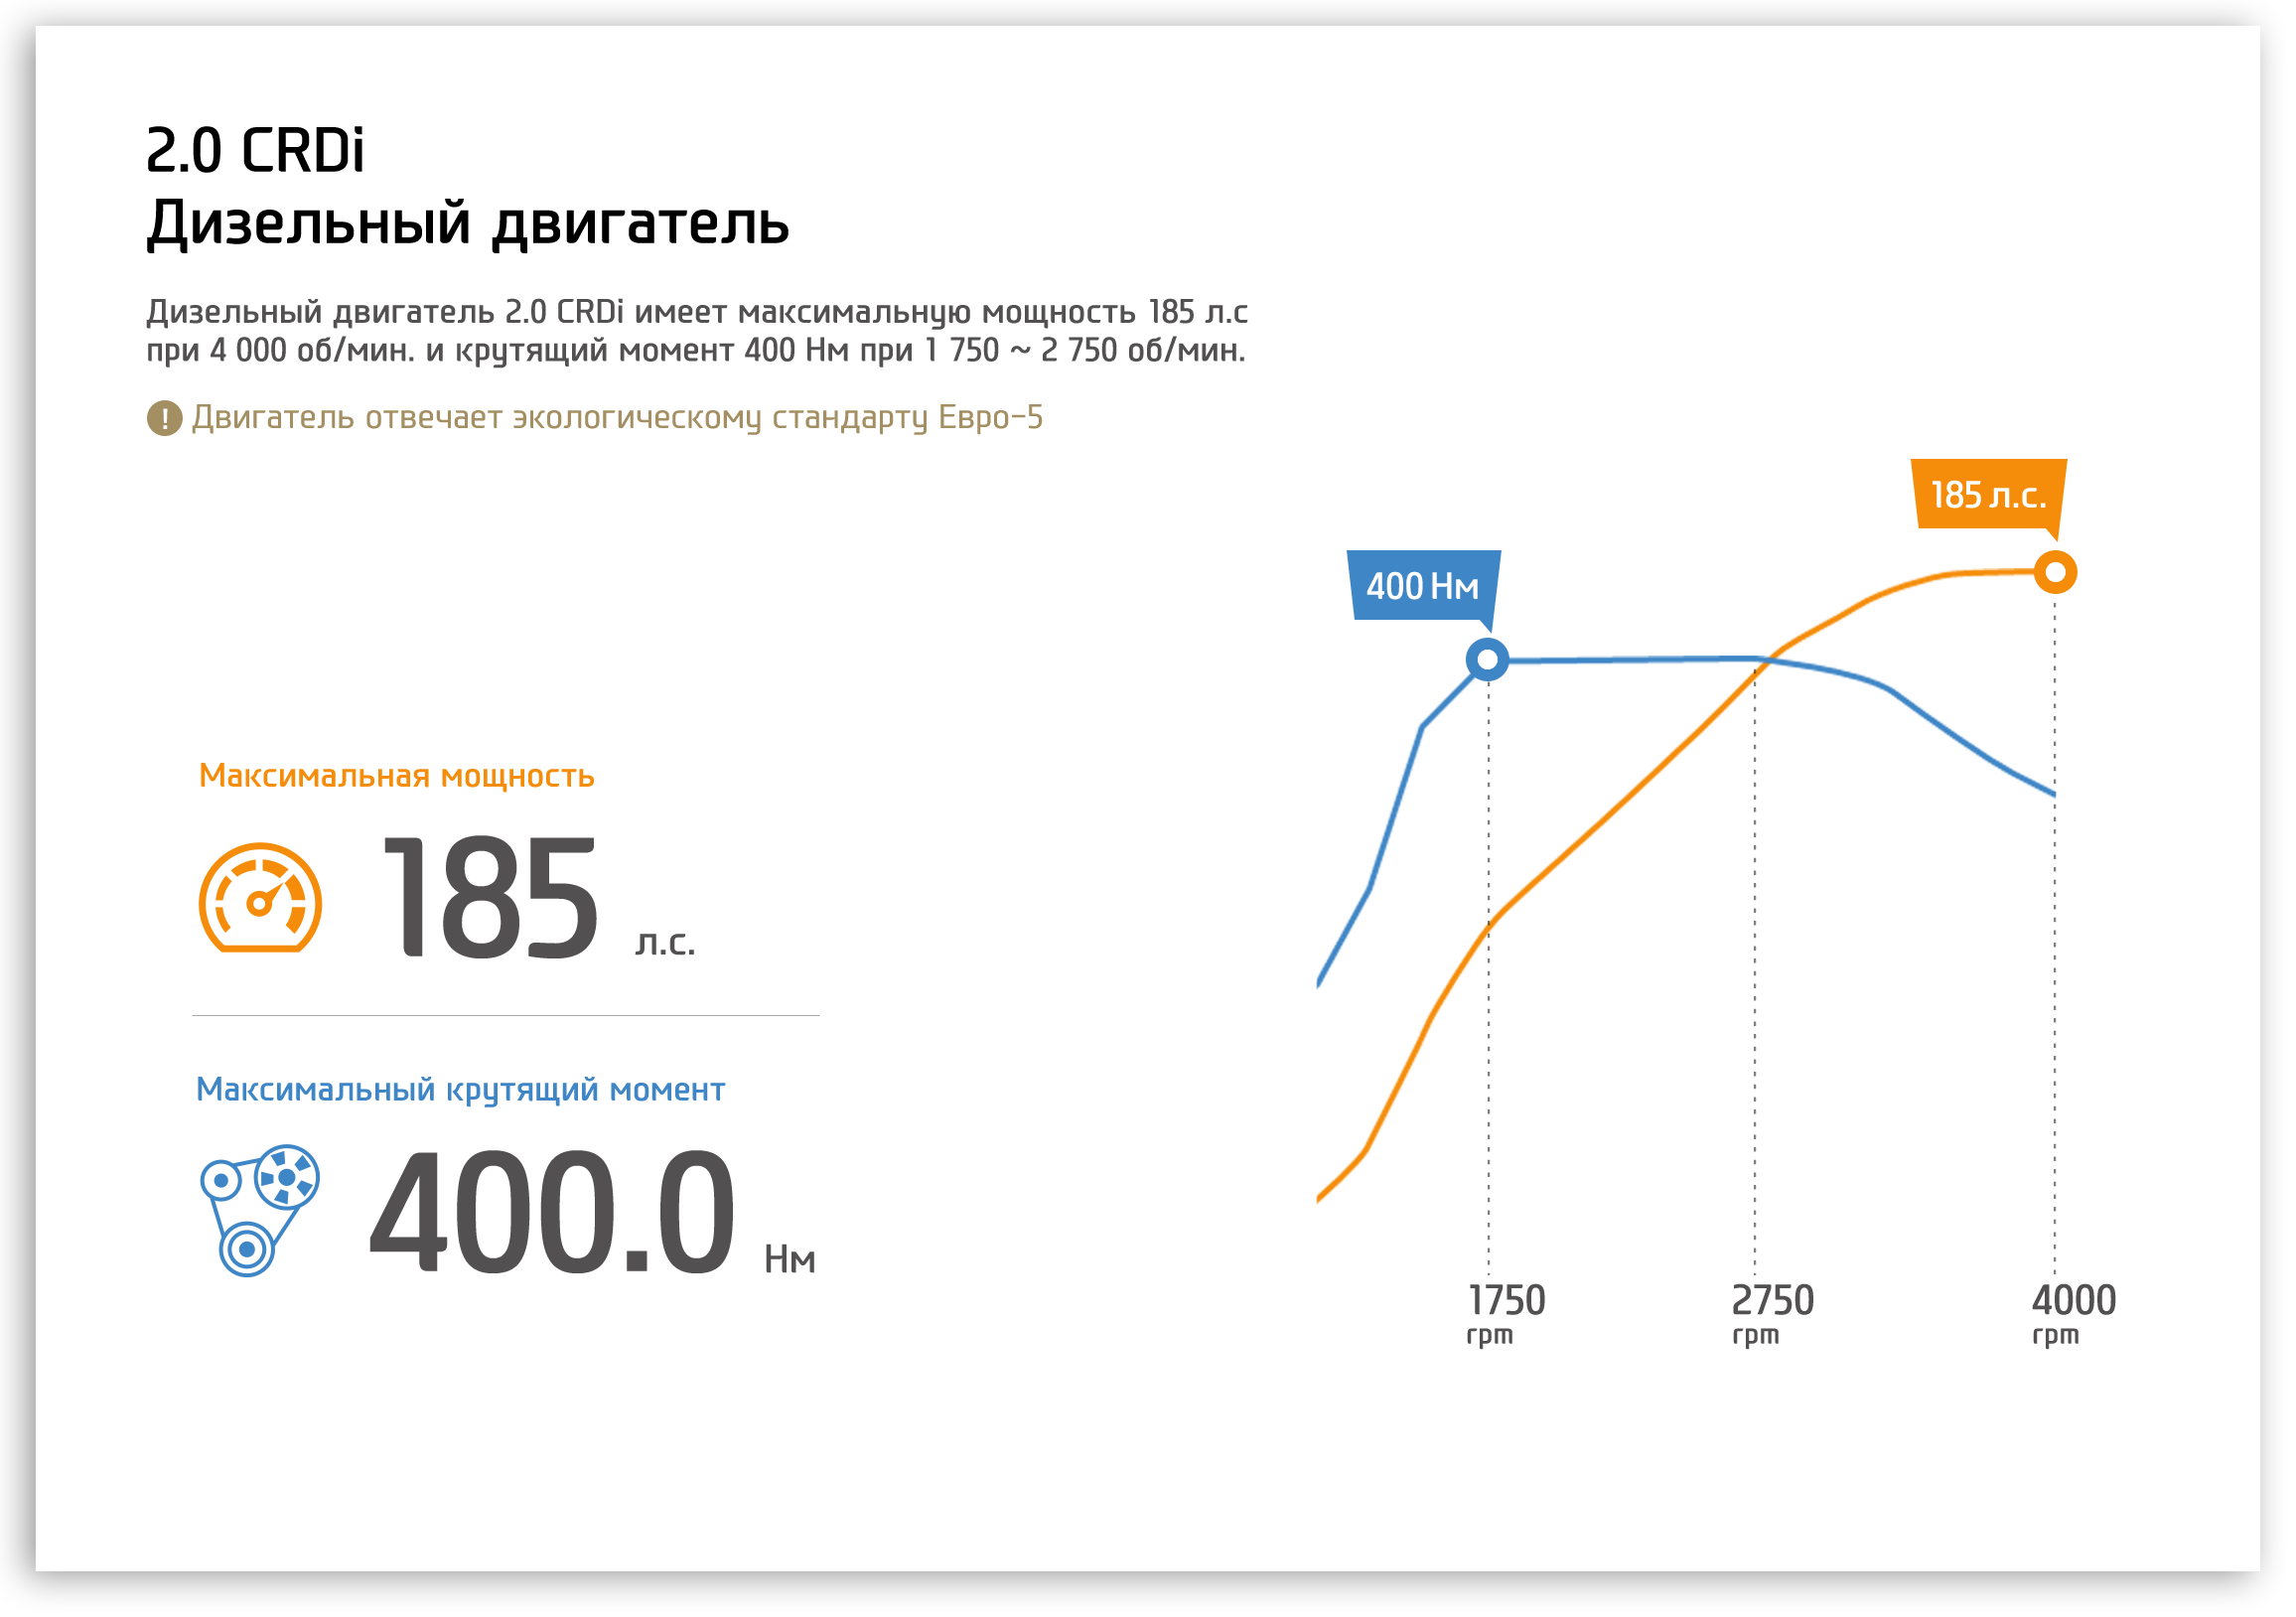 2.0 CRDi
Дизельный двигатель
Дизельный двигатель 2.0 CRDi имеет максимальную мощность 185 л.с
при 4 000 об/мин. и крутящий момент 400 Нм при 1 750 ~ 2 750 об/мин.
! Двигатель отвечает экологическому стандарту Евро-5
185 л.с.
400 Нм
Максимальная мощность
185 л.с.
Максимальный крутящий момент
400.0 Нм
1750 2750 4000
rpm rpm rpm